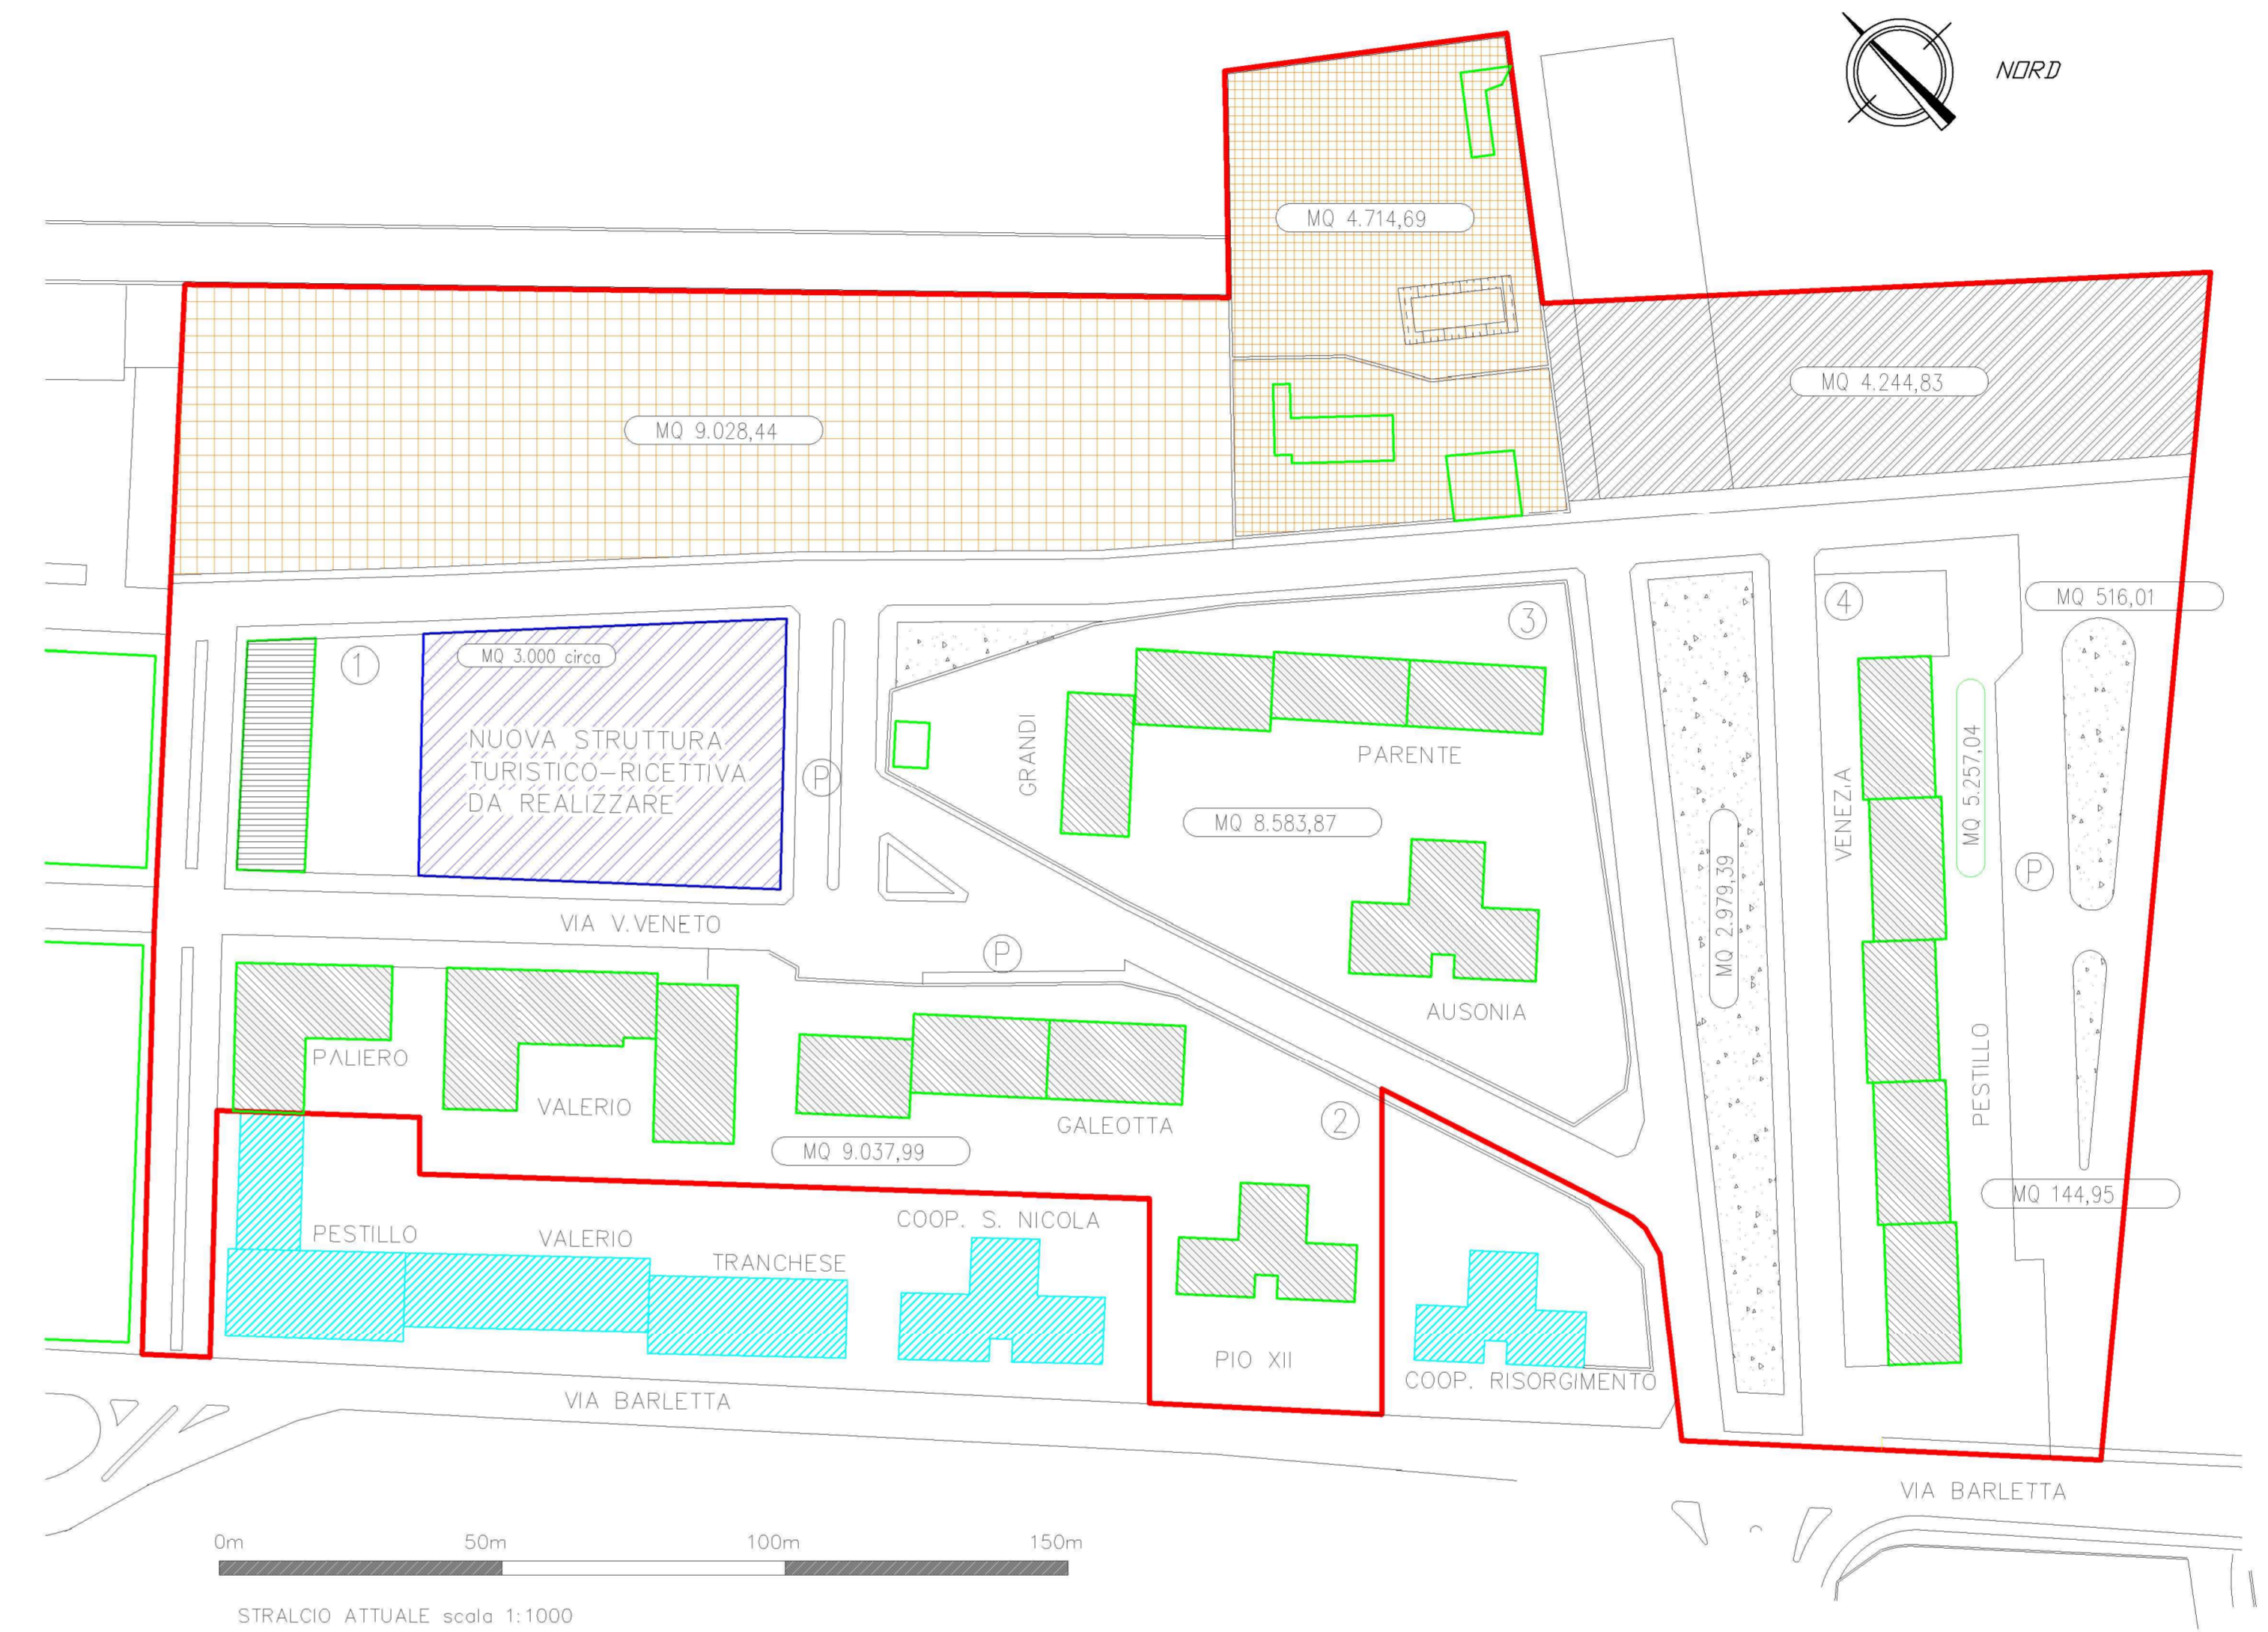 NORD
MQ 4.714,69
MQ 4.244,83
MQ 9.028,44
MQ 516,01
1
MQ 3.000 circa
NUOVA STRUTTURA
TURISTICO-RICETTIVA
DA REALIZZARE
P
3
GRANDI
PARENTE
MQ 8.583,87
AUSONIA
MQ 2.979,39
4
VENEZIA
MQ 5.257,04
P
PESTILLO
MQ 144,95
VIA V.VENETO
P
PALIERO
VALERIO
GALEOTTA
2
MQ 9.037,99
PESTILLO
VALERIO
TRANCHESE
COOP. S. NICOLA
PIO XII
COOP. RISORGIMENTO
VIA BARLETTA
VIA BARLETTA
0m 50m 100m 150m
STRALCIO ATTUALE scala 1:1000